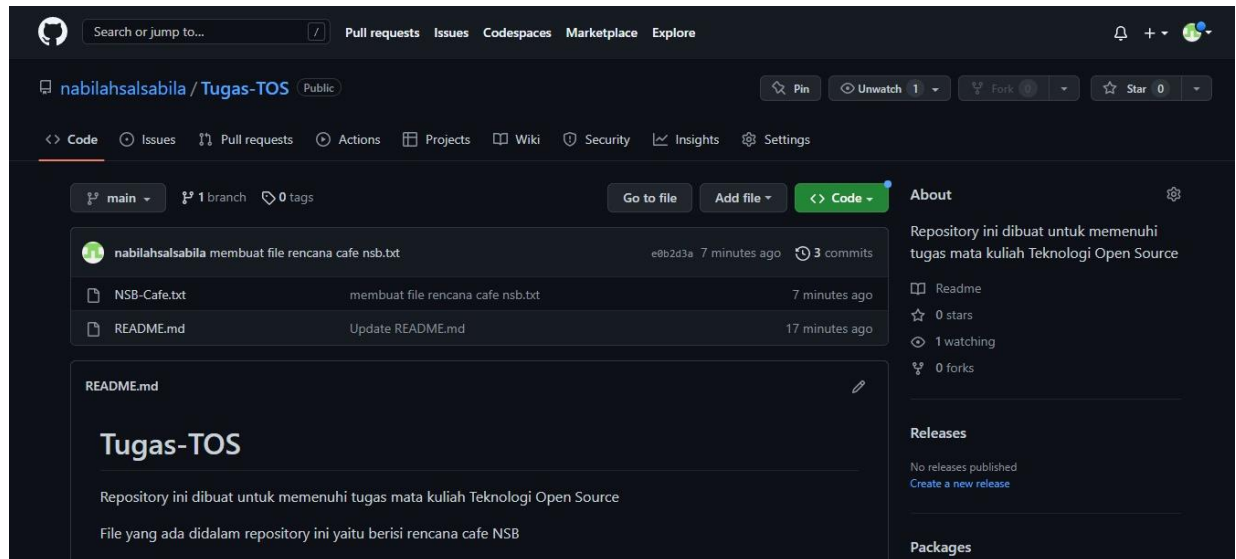 Search or jump to... /
Pull requests Issues Codespaces Marketplace Explore
nabilahsalsabila / Tugas-TOS Public
Pin Unwatch 1 Fork 0 Star 0
Code Issues Pull requests Actions Projects Wiki Security Insights Settings
main 1 branch 0 tags Go to file Add file Code
nabilahsalsabila membuat file rencana cafe nsb.txt e0b2d3a 7 minutes ago 3 commits
NSB-Cafe.txt membuat file rencana cafe nsb.txt 7 minutes ago
README.md Update README.md 17 minutes ago
README.md
Tugas-TOS
Repository ini dibuat untuk memenuhi tugas mata kuliah Teknologi Open Source
File yang ada didalam repository ini yaitu berisi rencana cafe NSB
About
Repository ini dibuat untuk memenuhi
tugas mata kuliah Teknologi Open Source
Readme
0 stars
1 watching
0 forks
Releases
No releases published
Create a new release
Packages